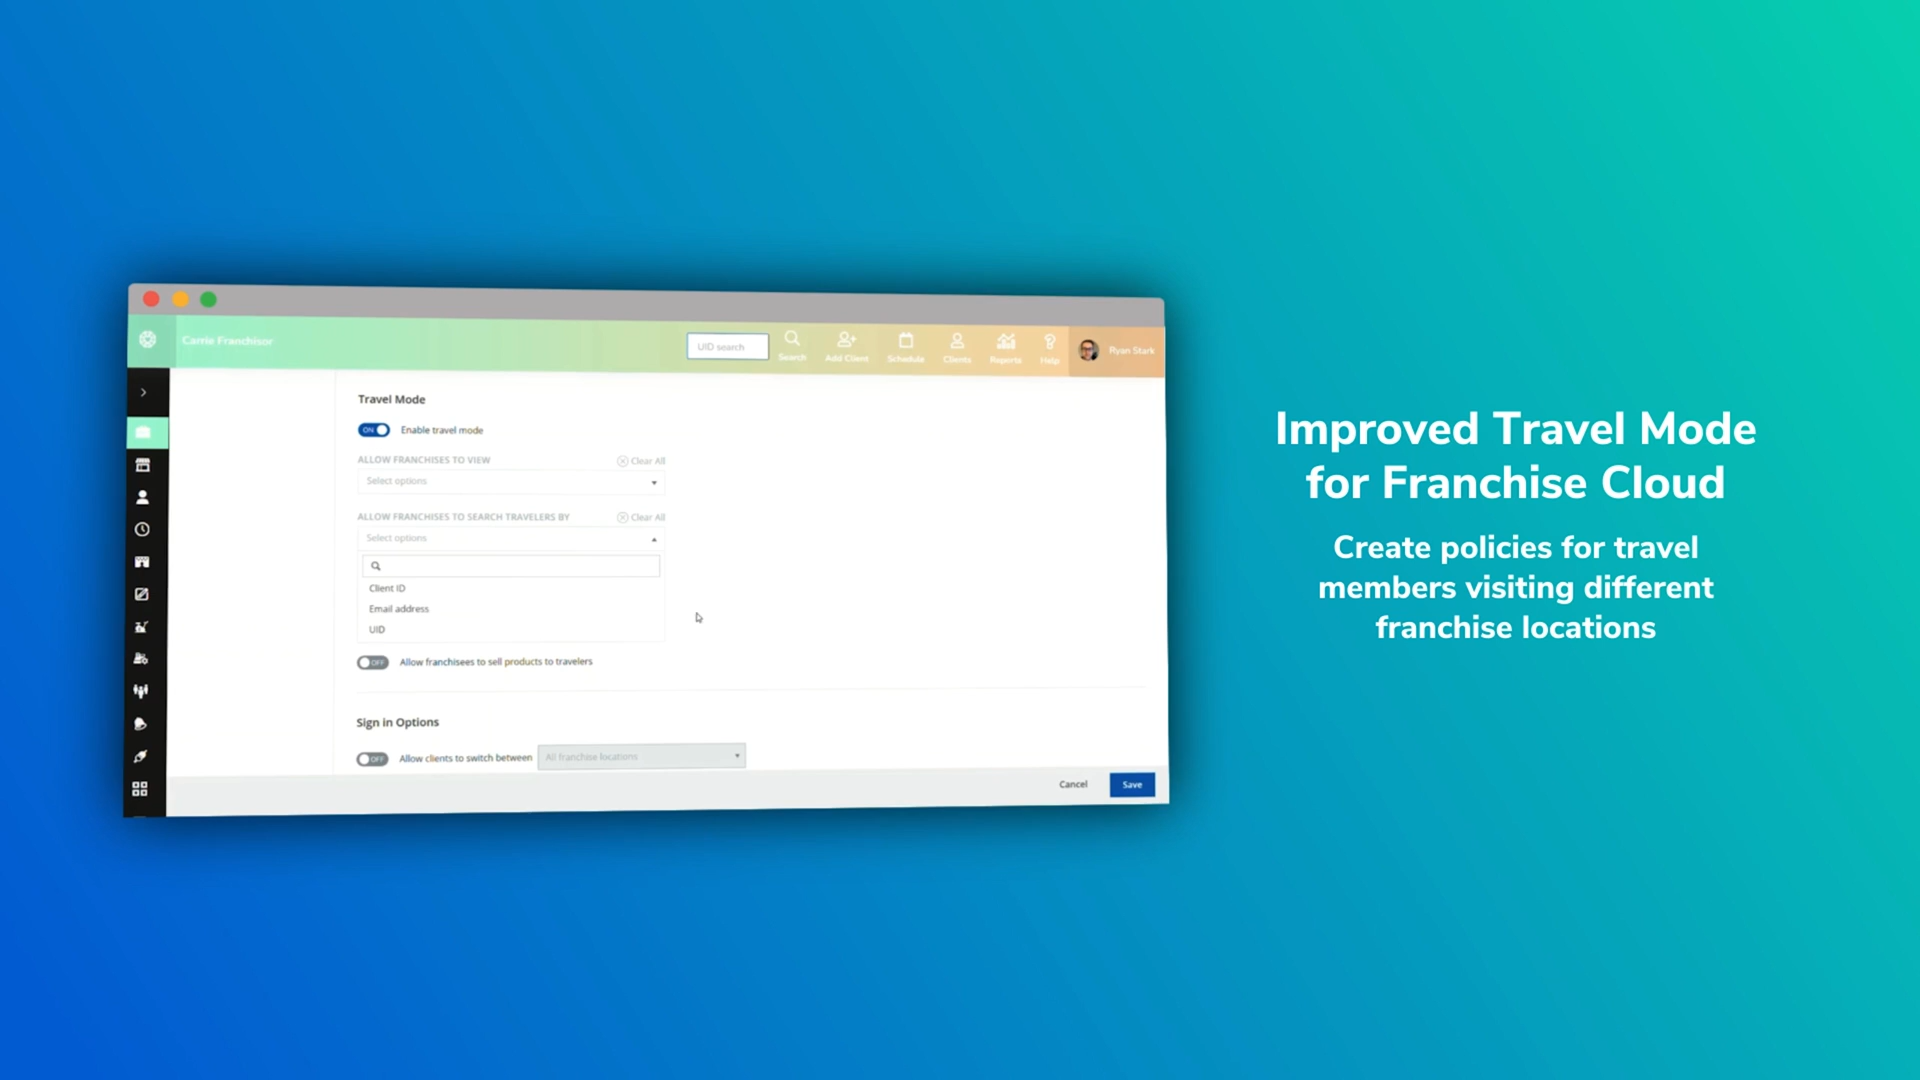 Carrie Franchisor
UID search
Search
Add Client
Schedule
Clients
Reports
Help
Ryan Stark
Travel Mode
ON Enable travel mode
ALLOW FRANCHISES TO VIEW
Clear All
Select options
ALLOW FRANCHISES TO SEARCH TRAVELERS BY
Clear All
Select options
Client ID
Email address
UID
OFF Allow franchisees to sell products to travelers
Sign in Options
OFF Allow clients to switch between All franchise locations
Cancel
Save
Improved Travel Mode
for Franchise Cloud
Create policies for travel
members visiting different
franchise locations